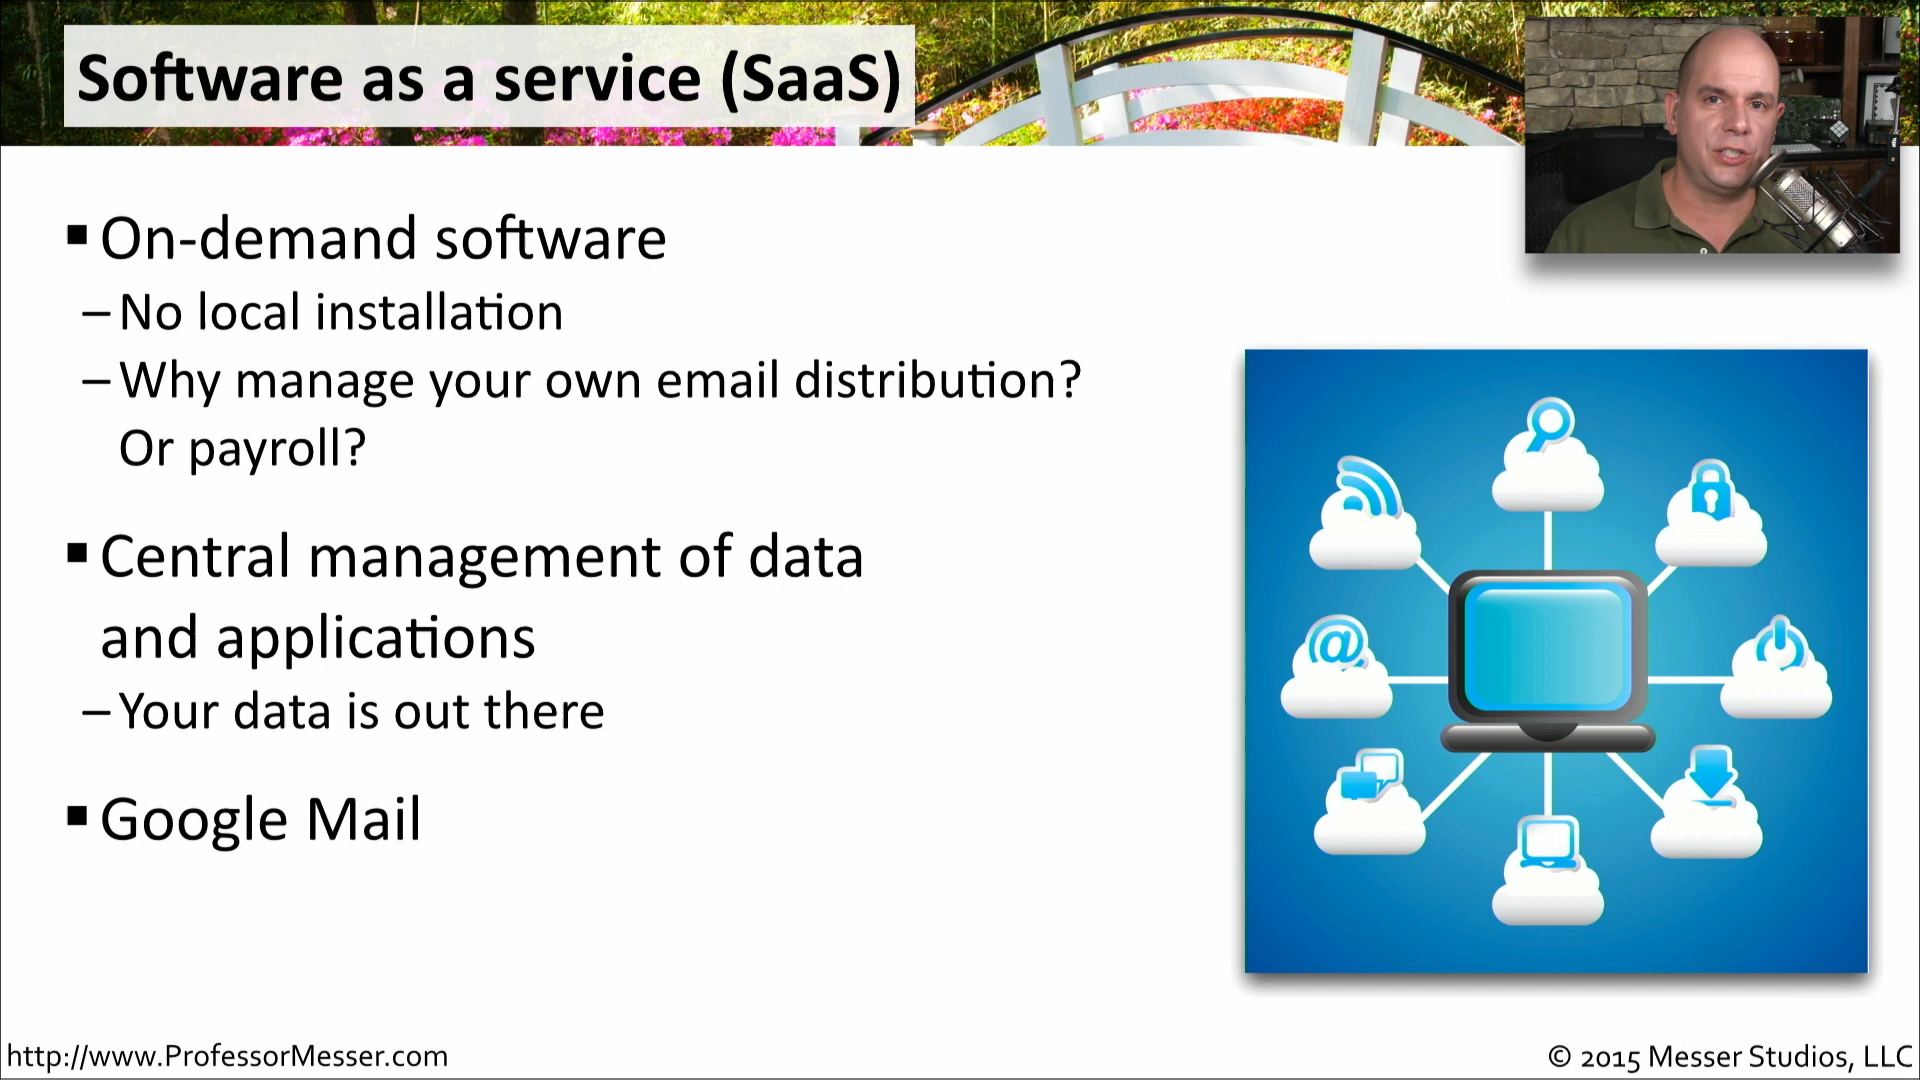 Software as a service (SaaS)
▪ On-demand software
– No local installation
– Why manage your own email distribution?
Or payroll?
▪ Central management of data
and applications
– Your data is out there
▪ Google Mail
@
http://www.ProfessorMesser.com
© 2015 Messer Studios, LLC